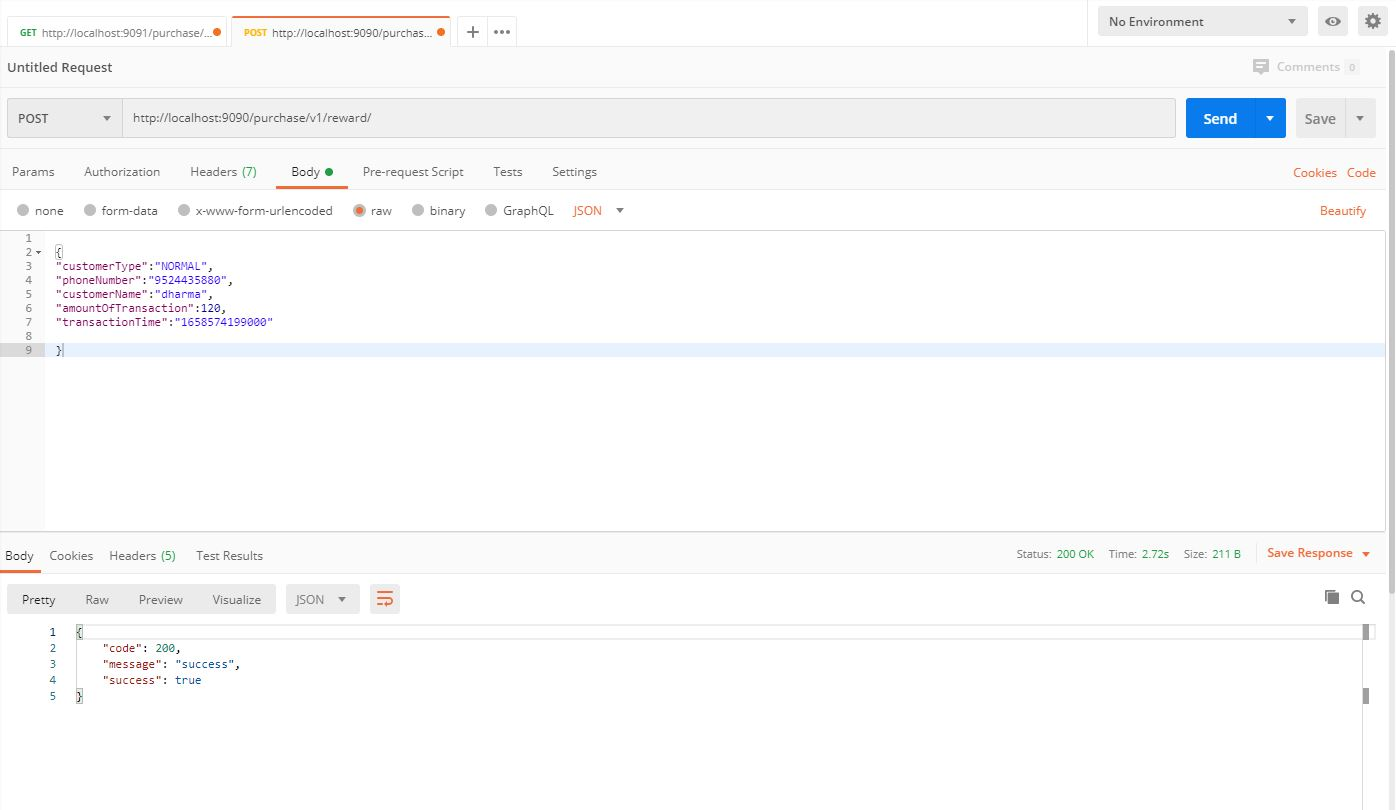 GET http://localhost:9091/purchase/... POST http://localhost:9090/purchas... + ••• No Environment
Untitled Request Comments 0
POST http://localhost:9090/purchase/v1/reward/ Send Save
Params Authorization Headers (7) Body Pre-request Script Tests Settings Cookies Code
none form-data x-www-form-urlencoded raw binary GraphQL JSON Beautify
1
2 {
3 "customerType":"NORMAL",
4 "phoneNumber":"9524435880",
5 "customerName":"dharma",
6 "amountOfTransaction":120,
7 "transactionTime":"1658574199000"
8
9 }
Body Cookies Headers (5) Test Results Status: 200 OK Time: 2.72s Size: 211 B Save Response
Pretty Raw Preview Visualize JSON
1 {
2 "code": 200,
3 "message": "success",
4 "success": true
5 }